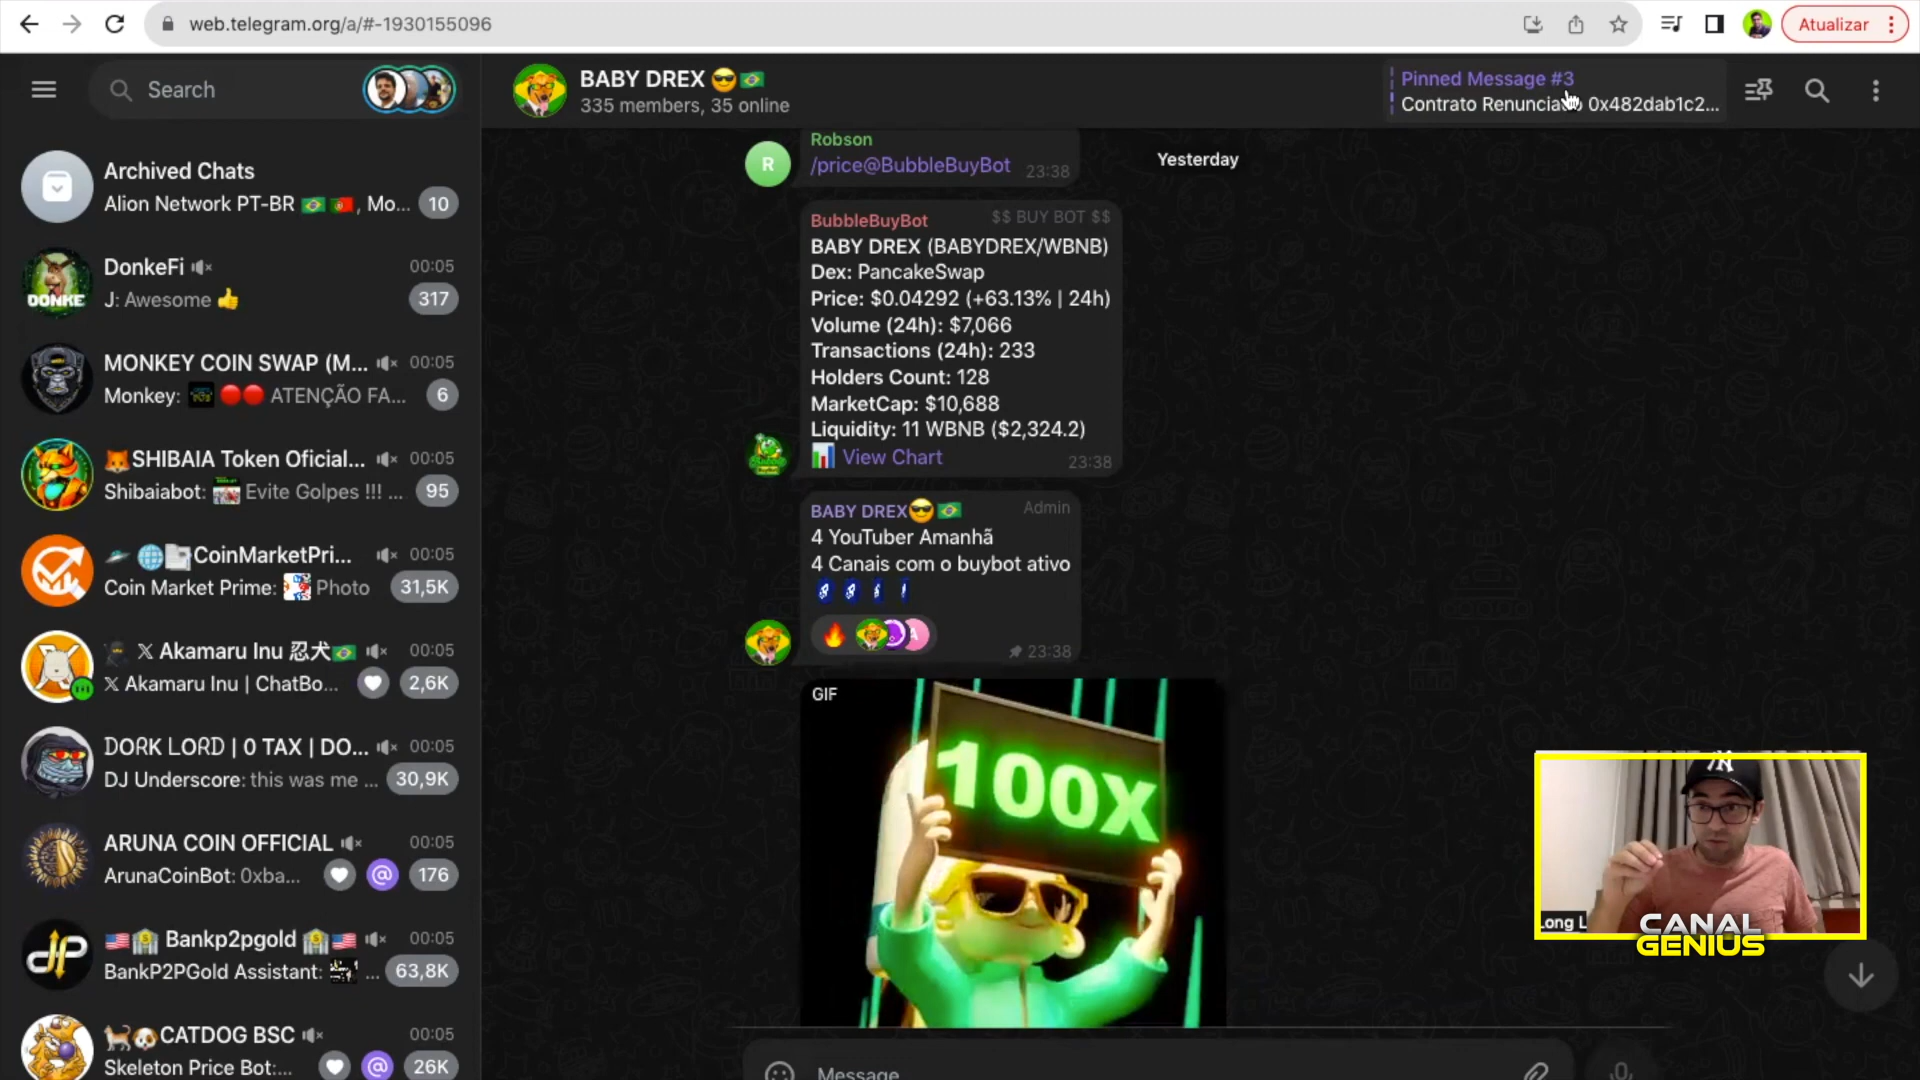 web.telegram.org/a/#-1930155096
Atualizar
Search
BABY DREX 😎🇧🇷
335 members, 35 online
Pinned Message #3
Contrato Renunciado 0x482dab1c2...
Archived Chats
Alion Network PT-BR 🇧🇷 🇵🇹, Mo...
10
DonkeFi
00:05
J: Awesome 👍
317
DONKE
MONKEY COIN SWAP (M...
00:05
Monkey: 🔴🔴 ATENÇÃO FA...
6
🦊SHIBAIA Token Oficial...
00:05
Shibaiabot: Evite Golpes !!! ...
95
🛸 🌐📑CoinMarketPri...
00:05
Coin Market Prime: Photo
31,5K
🥷 𝕏 Akamaru Inu 忍犬🇧🇷
00:05
𝕏 Akamaru Inu | ChatBo...
2,6K
DORK LORD | 0 TAX | DO...
00:05
DJ Underscore: this was me ...
30,9K
ARUNA COIN OFFICIAL
00:05
ArunaCoinBot: 0xba...
@
176
🇺🇸🏦 Bankp2pgold 🏦🇺🇸
00:05
BankP2PGold Assistant: ...
63,8K
🐈🐶CATDOG BSC
00:05
Skeleton Price Bot:...
@
26K
Yesterday
R
Robson
/price@BubbleBuyBot
23:38
BubbleBuyBot
$$ BUY BOT $$
BABY DREX (BABYDREX/WBNB)
Dex: PancakeSwap
Price: $0.04292 (+63.13% | 24h)
Volume (24h): $7,066
Transactions (24h): 233
Holders Count: 128
MarketCap: $10,688
Liquidity: 11 WBNB ($2,324.2)
📊 View Chart
23:38
BABY DREX😎🇧🇷
Admin
4 YouTuber Amanhã
4 Canais com o buybot ativo
🔥
A
23:38
GIF
100X
Message
Long L
CANAL
GENIUS